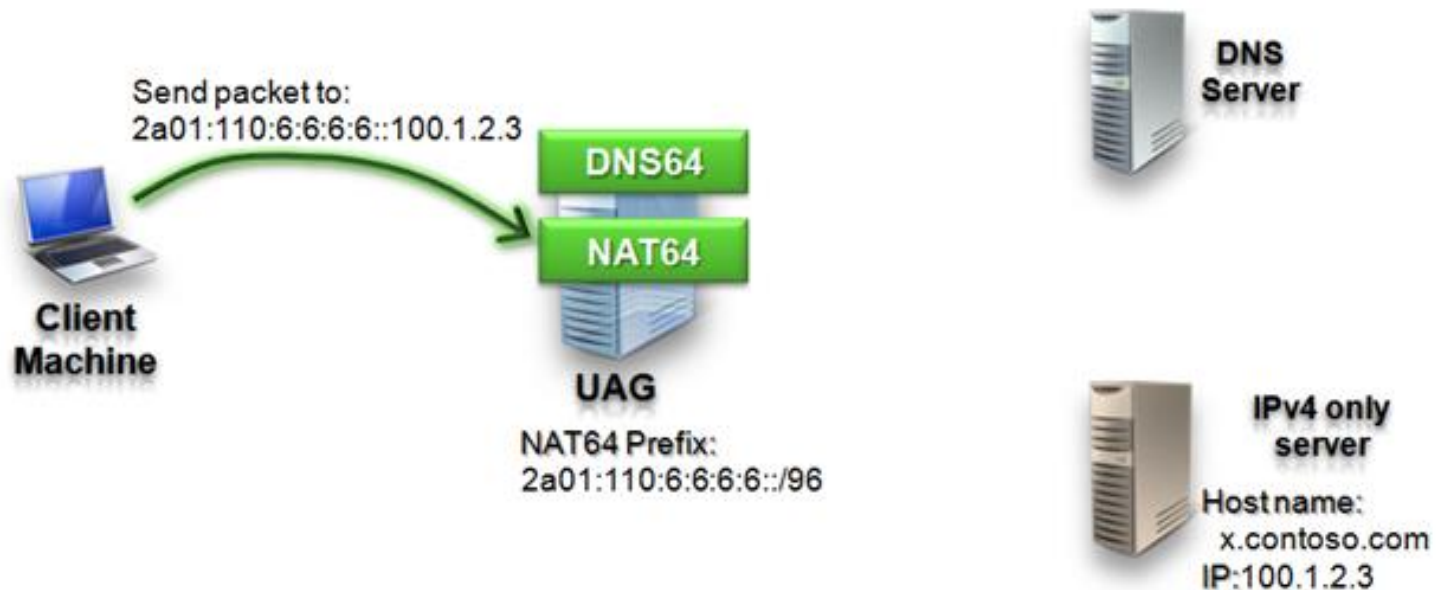 Send packet to:
2a01:110:6:6:6:6::100.1.2.3
Client
Machine
DNS64
NAT64
UAG
NAT64 Prefix:
2a01:110:6:6:6:6::/96
DNS
Server
IPv4 only
server
Host name:
x.contoso.com
IP:100.1.2.3